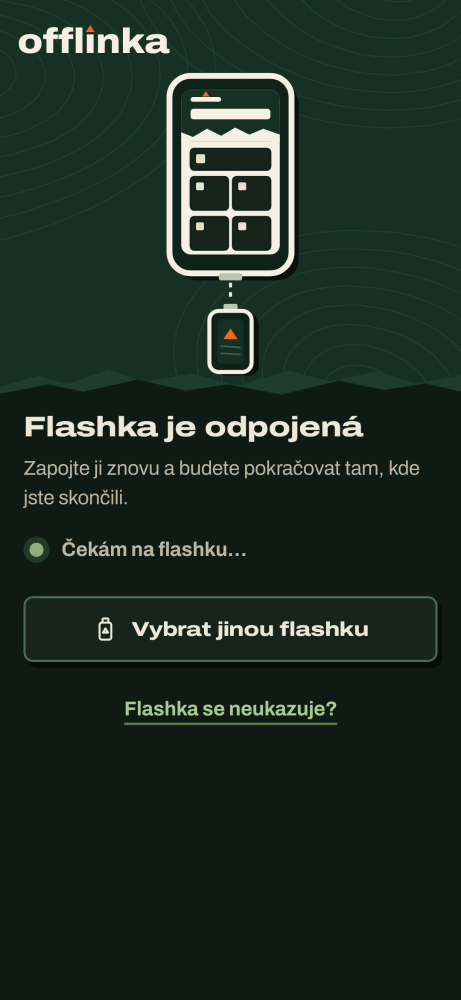 offlinka
Flashka je odpojená
Zapojte ji znovu a budete pokračovat tam, kde
jste skončili.
Čekám na flashku…
Vybrat jinou flashku
Flashka se neukazuje?